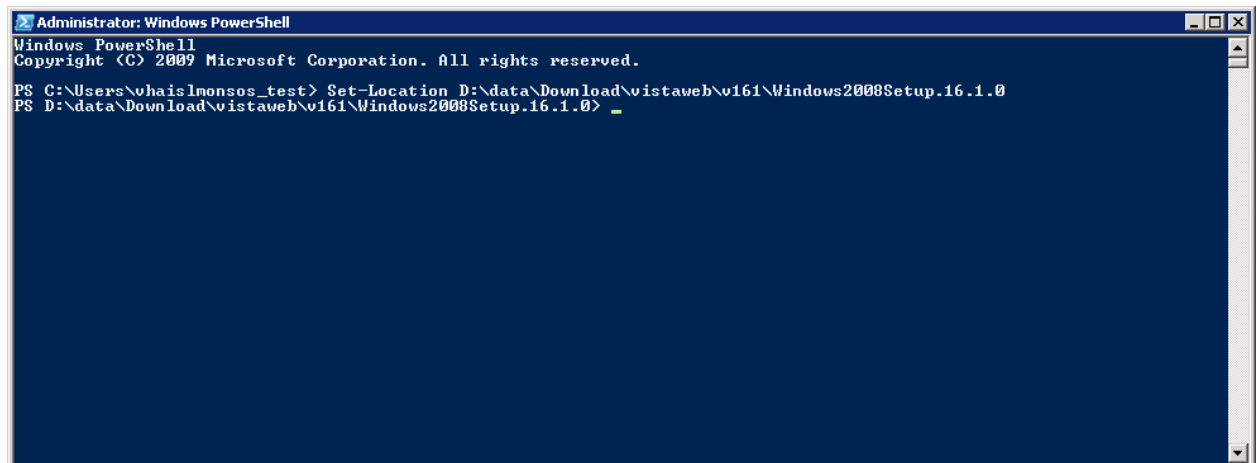 Administrator: Windows PowerShell
Windows PowerShell
Copyright (C) 2009 Microsoft Corporation. All rights reserved.
PS C:\Users\vhaislmonsos_test> Set-Location D:\data\Download\vistaweb\v161\Windows2008Setup.16.1.0
PS D:\data\Download\vistaweb\v161\Windows2008Setup.16.1.0> _